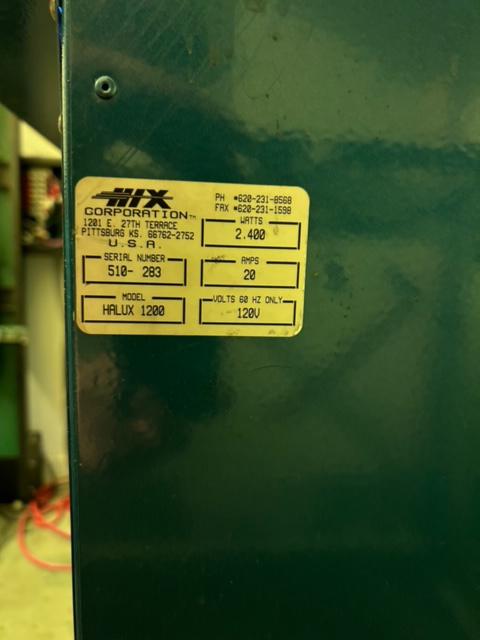 HIX
CORPORATION™
1201 E. 27TH TERRACE
PITTSBURG KS. 66762-2752
U.S.A.
PH #620-231-8568
FAX #620-231-1598
WATTS
2.400
SERIAL NUMBER
510- 283
AMPS
20
MODEL
HALUX 1200
VOLTS 60 HZ ONLY
120V